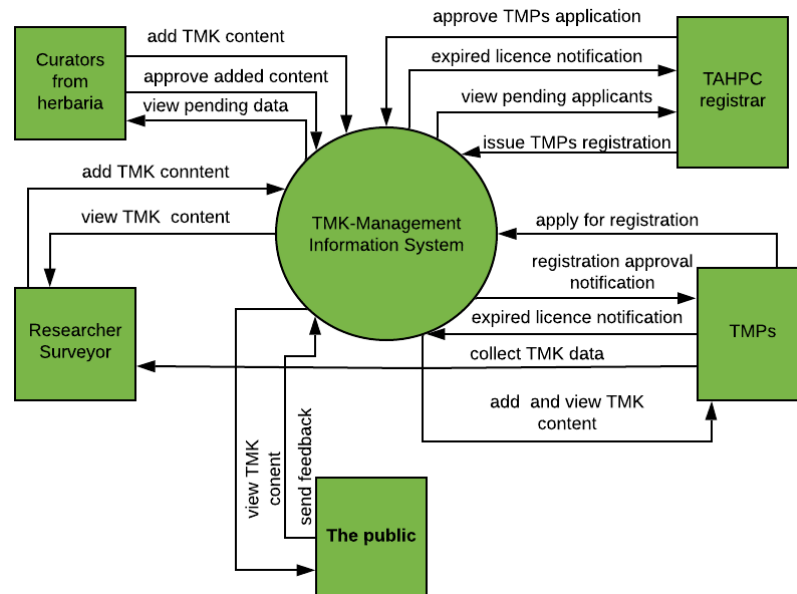 approve TMPs application
add TMK content
expired licence notification
Curators
from
herbaria
approve added content
view pending data
TAHPC
registrar
view pending applicants
issue TMPs registration
add TMK conntent
view TMK content
TMK-Management
Information System
apply for registration
registration approval
notification
Researcher
Surveyor
expired licence notification
TMPs
collect TMK data
add and view TMK
content
view TMK
conent
send feedback
The public